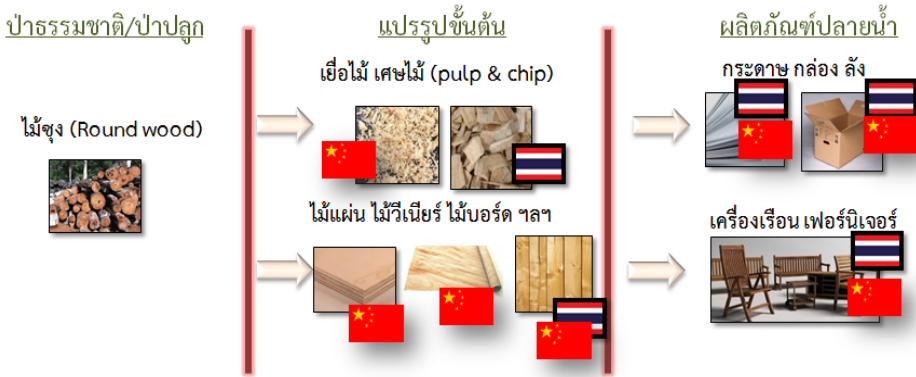 ป่าธรรมชาติ/ป่าปลูก
แปรรูปขั้นต้น
ผลิตภัณฑ์ปลายน้ำ
เยื่อไม้ เศษไม้ (pulp & chip)
กระดาษ กล่อง ลัง
ไม้ซุง (Round wood)
ไม้แผ่น ไม้วีเนียร์ ไม้บอร์ด ฯลฯ
เครื่องเรือน เฟอร์นิเจอร์